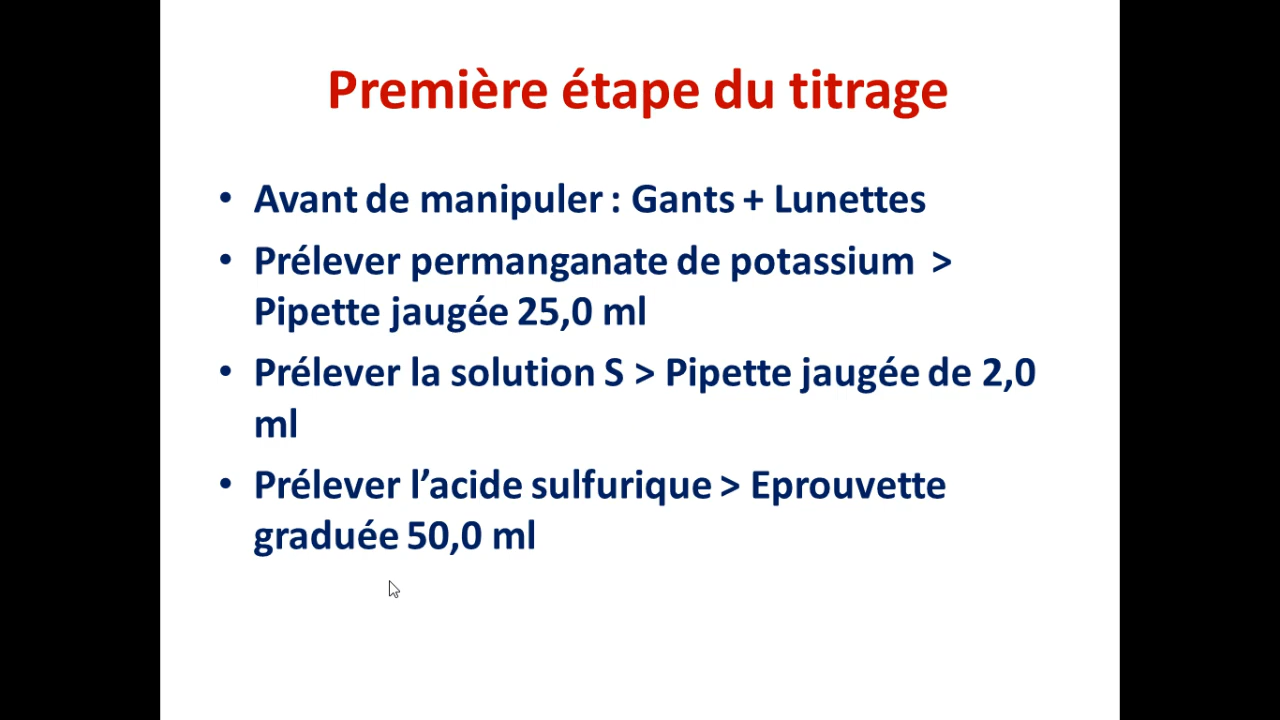 Première étape du titrage
• Avant de manipuler : Gants + Lunettes
• Prélever permanganate de potassium >
Pipette jaugée 25,0 ml
• Prélever la solution S > Pipette jaugée de 2,0
ml
• Prélever l’acide sulfurique > Eprouvette
graduée 50,0 ml